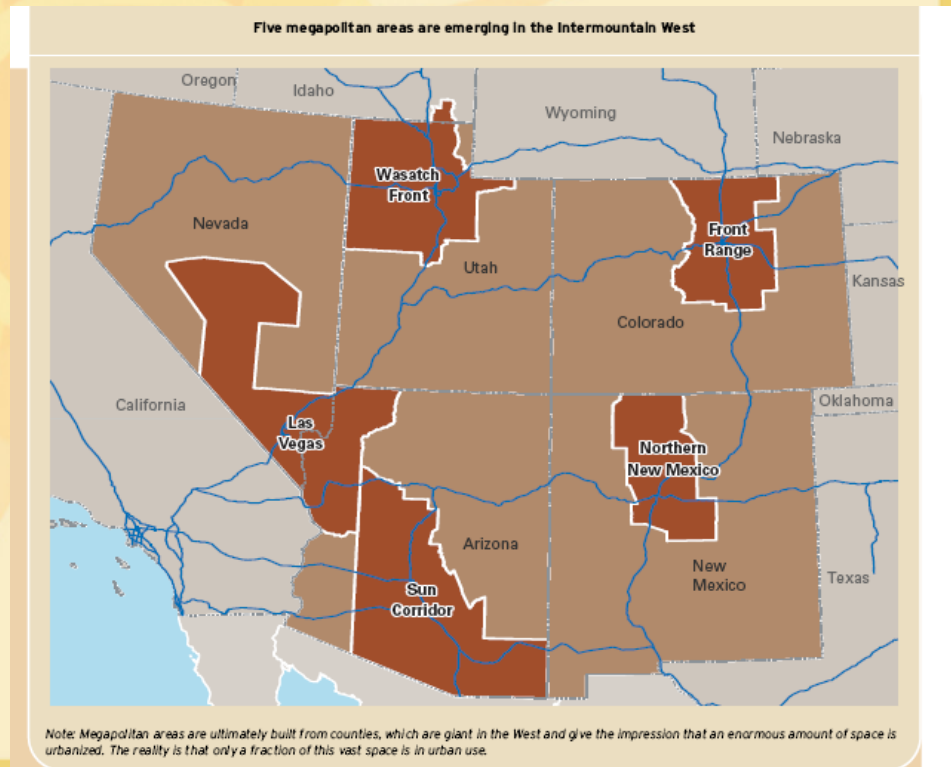 Five megapolitan areas are emerging in the Intermountain West
Oregon
Idaho
Wyoming
Nebraska
Wasatch
Front
Nevada
Front
Range
Utah
Kansas
Colorado
California
Oklahoma
Las
Vegas
Northern
New Mexico
Arizona
New
Mexico
Texas
Sun
Corridor
Note: Megapolitan areas are ultimately built from counties, which are giant in the West and give the impression that an enormous amount of space is
urbanized. The reality is that only a fraction of this vast space is in urban use.